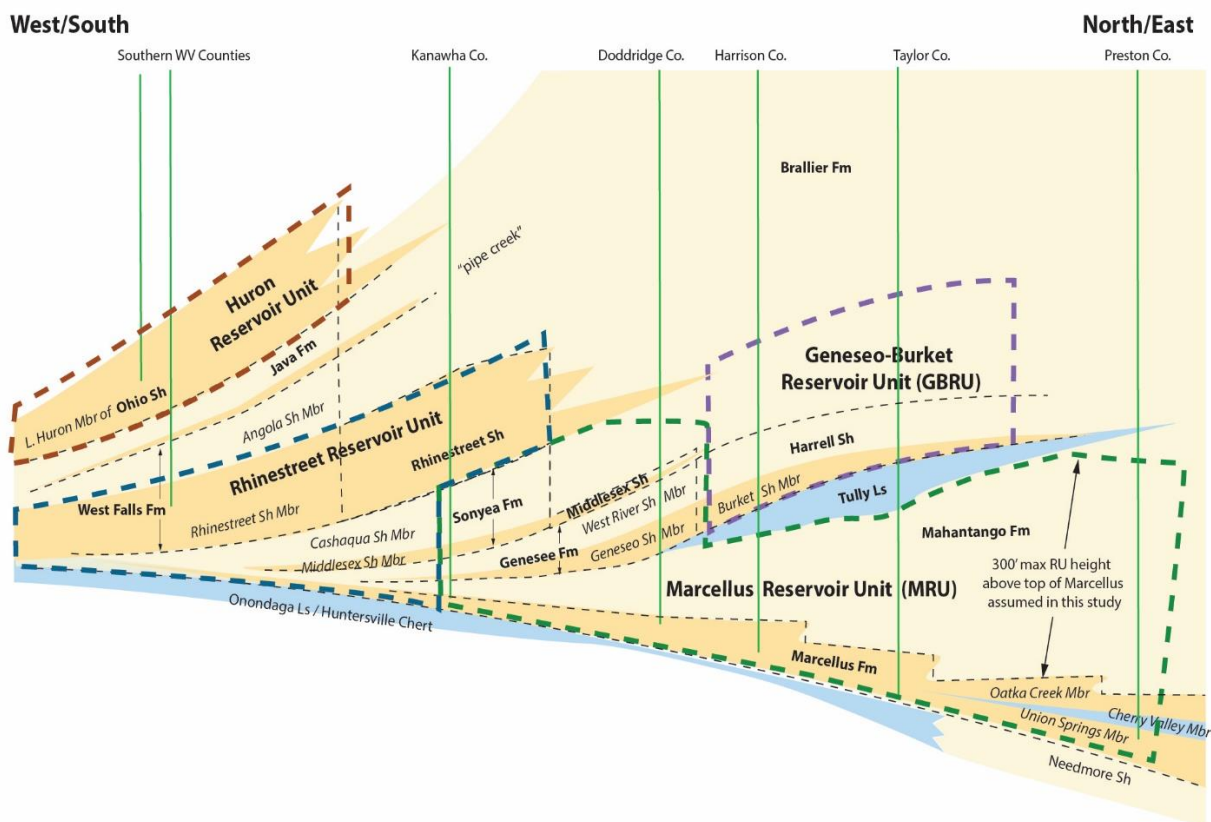 West/South
North/East
Southern WV Counties
Kanawha Co.
Doddridge Co.
Harrison Co.
Taylor Co.
Preston Co.
Brallier Fm
"pipe creek"
Huron
Reservoir Unit
Java Fm
L. Huron Mbr of Ohio Sh
Angola Sh Mbr
Geneseo-Burket
Reservoir Unit (GBRU)
Rhinestreet Reservoir Unit
Rhinestreet Sh
Harrell Sh
West Falls Fm
Rhinestreet Sh Mbr
Sonyea Fm
Middlesex Sh
West River Sh Mbr
Burket Sh Mbr
Tully Ls
Cashaqua Sh Mbr
Middlesex Sh Mbr
Genesee Fm
Geneseo Sh Mbr
Mahantango Fm
300' max RU height
above top of Marcellus
assumed in this study
Marcellus Reservoir Unit (MRU)
Onondaga Ls / Huntersville Chert
Marcellus Fm
Oatka Creek Mbr
Cherry Valley Mbr
Union Springs Mbr
Needmore Sh